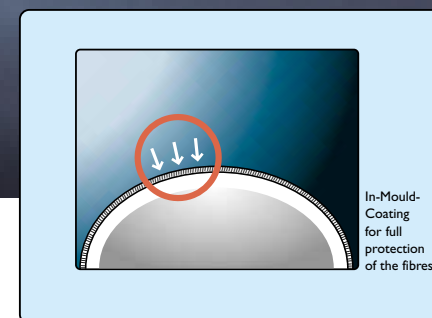 In-Mould-
Coating
for full
protection
of the fibres